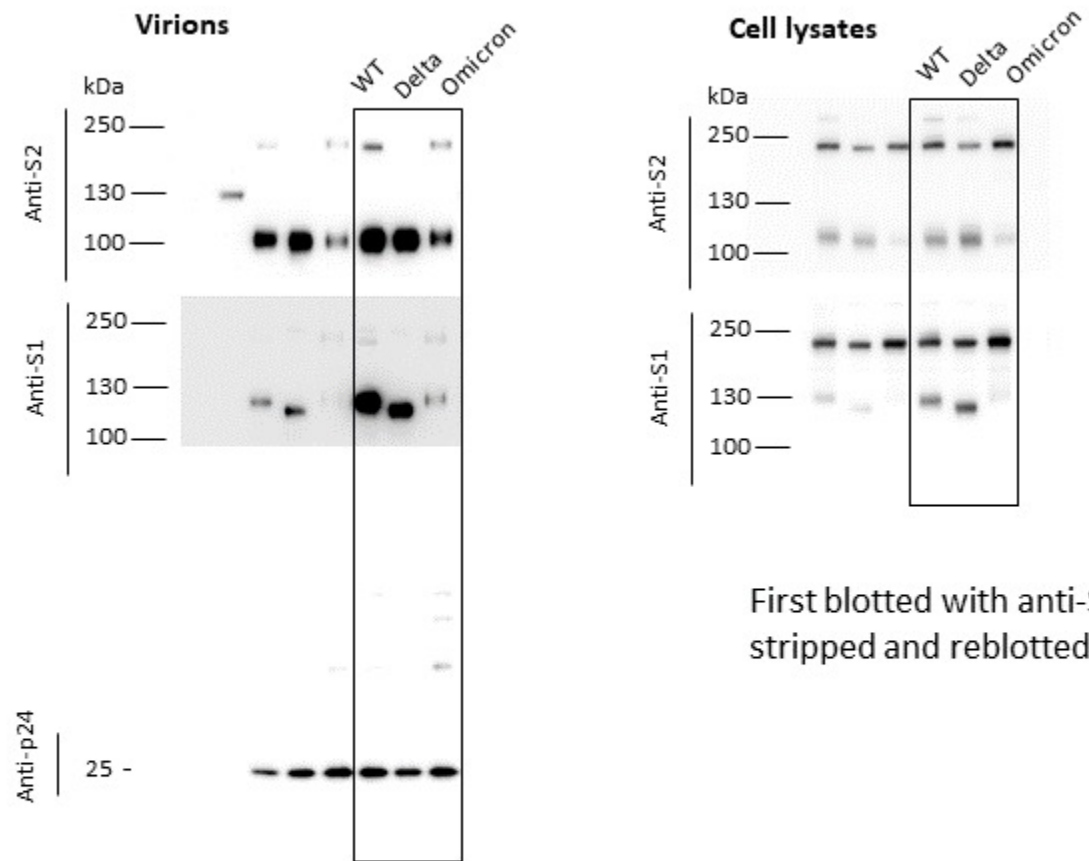 Virions
kDa
WT
Delta
Omicron
Anti-S2
250
130
100
Anti-S1
250
130
100
Anti-p24
25 -
Cell lysates
kDa
WT
Delta
Omicron
Anti-S2
250
130
100
Anti-S1
250
130
100
First blotted with anti-
stripped and reblotted